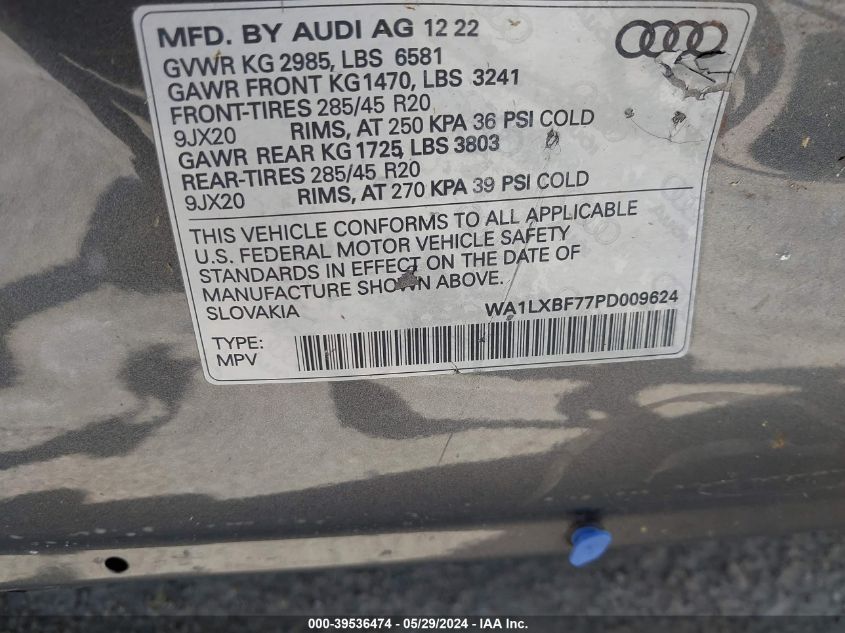 MFD. BY AUDI AG 12 22
GVWR KG 2985, LBS 6581
GAWR FRONT KG1470, LBS 3241
FRONT-TIRES 285/45 R20
9JX20 RIMS, AT 250 KPA 36 PSI COLD
GAWR REAR KG 1725, LBS 3803
REAR-TIRES 285/45 R20
9JX20 RIMS, AT 270 KPA 39 PSI COLD
THIS VEHICLE CONFORMS TO ALL APPLICABLE
U.S. FEDERAL MOTOR VEHICLE SAFETY
STANDARDS IN EFFECT ON THE DATE OF
MANUFACTURE SHOWN ABOVE.
SLOVAKIA WA1LXBF77PD009624
TYPE:
MPV
000-39536474 - 05/29/2024 - IAA Inc.